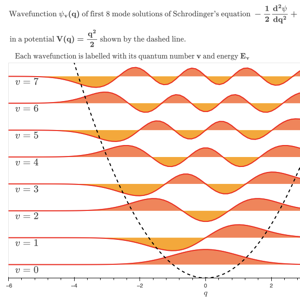 Wavefunction ψᵥ(q) of first 8 mode solutions of Schrodinger's equation − 1/2 d²ψ/dq² +
in a potential V(q) = q²/2 shown by the dashed line.
Each wavefunction is labelled with its quantum number v and energy Eᵥ
v = 7
v = 6
v = 5
v = 4
v = 3
v = 2
v = 1
v = 0
−6 −4 −2 0 2
q